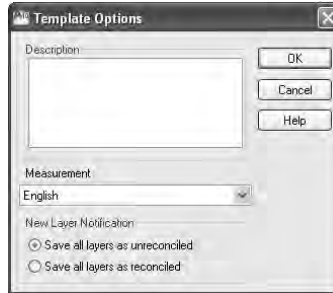 Template Options
Description
OK
Cancel
Help
Measurement
English
New Layer Notification
Save all layers as unreconciled
Save all layers as reconciled